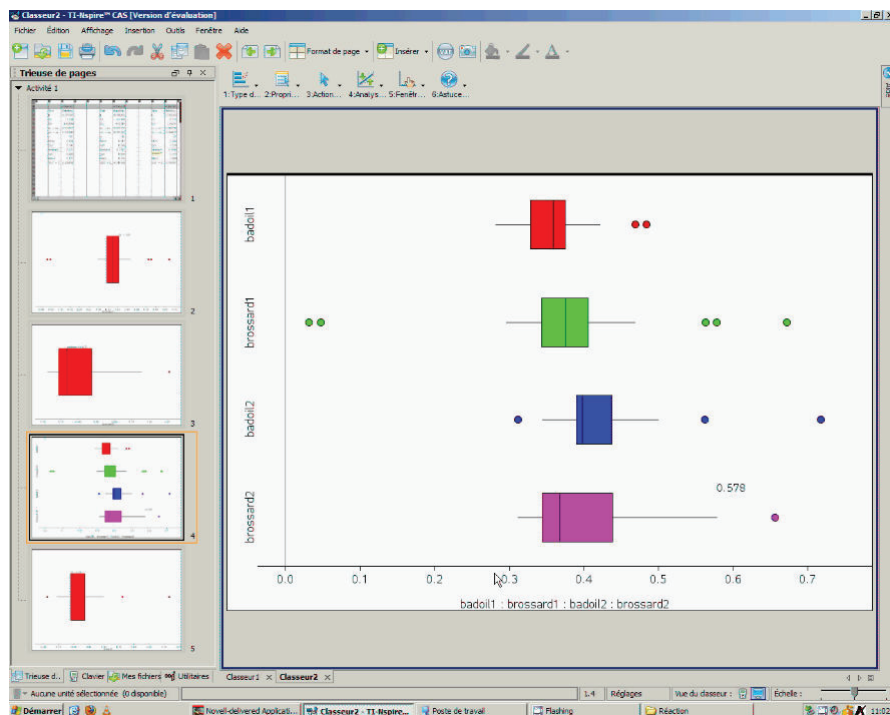 Classeur2 - TI-Nspire™ CAS [Version d'évaluation]
Fichier Édition Affichage Insertion Outils Fenêtre Aide
Format de page Insérer
Trieuse de pages
1:Type d... 2:Propri... 3:Action... 4:Analys... 5:Fenêtr... 6:Astuce...
Activité 1
1
2
3
4
5
badoil1
brossard1
badoil2
brossard2
0.578
0.0 0.1 0.2 0.3 0.4 0.5 0.6 0.7
badoil1 : brossard1 : badoil2 : brossard2
Trieuse d.. Clavier Mes fichiers Utilitaires Classeur1 Classeur2
Aucune unité sélectionnée (0 disponible) 1.4 Réglages Vue du classeur : Échelle :
Démarrer Novell-delivered Applicati... Classeur2 - TI-Nspire... Poste de travail Flashing Réaction 11:02